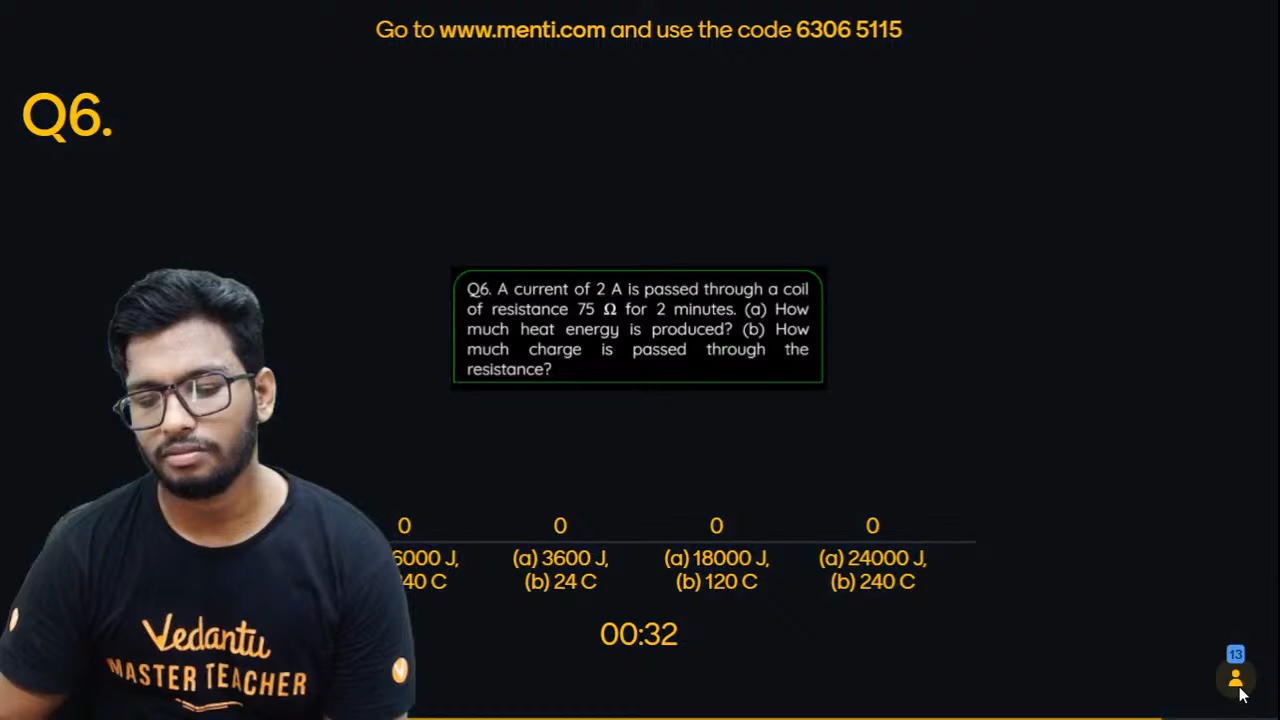 Go to www.menti.com and use the code 6306 5115
Q6.
Q6. A current of 2 A is passed through a coil
of resistance 75 Ω for 2 minutes. (a) How
much heat energy is produced? (b) How
much charge is passed through the
resistance?
0 0 0 0
6000 J, (a) 3600 J, (a) 18000 J, (a) 24000 J,
40 C (b) 24 C (b) 120 C (b) 240 C
00:32
Vedantu
MASTER TEACHER
13